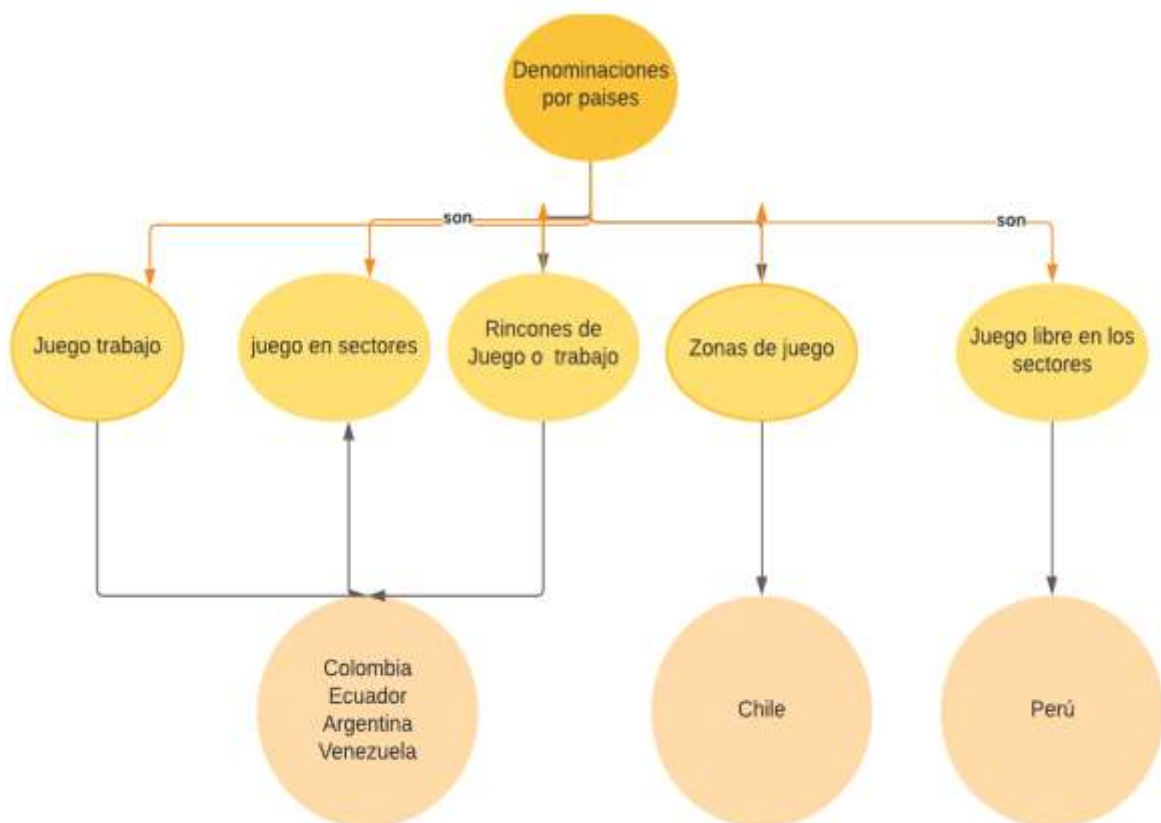 Denominaciones
por paises
son
son
Juego trabajo
juego en sectores
Rincones de
Juego o trabajo
Zonas de juego
Juego libre en los
sectores
Colombia
Ecuador
Argentina
Venezuela
Chile
Perú